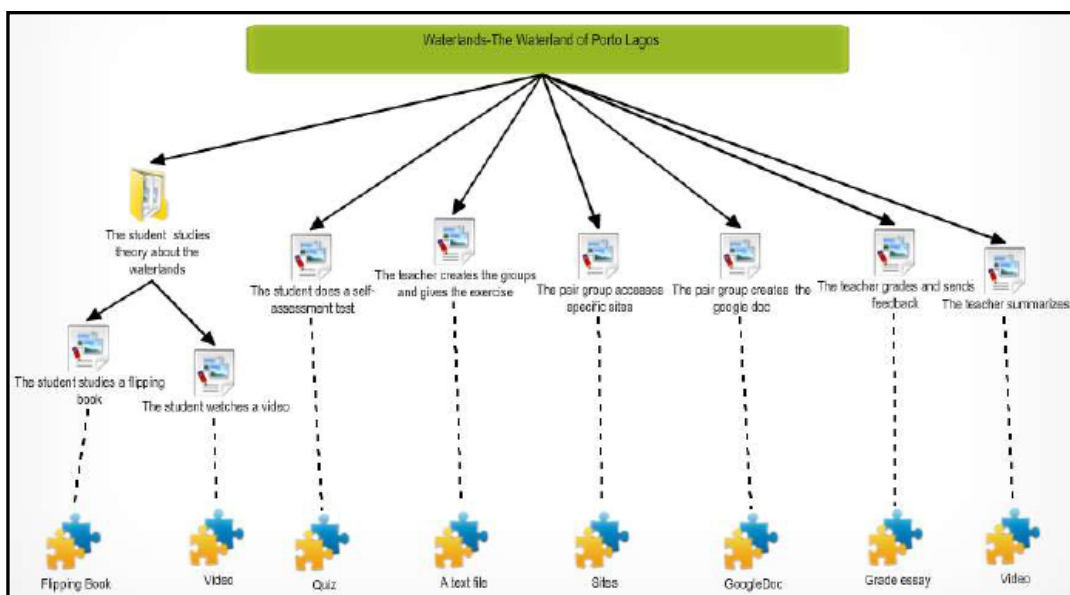 Waterlands-The Waterland of Porto Lagos
The student studies
theory about the
waterlands
The student does a self-
assessment test
The teacher creates the groups
and gives the exercise
The pair group accesses
specific sites
The pair group creates the
google doc
The teacher grades and sends
feedback
The teacher summarizes
The student studies a flipping
book
The student watches a video
Flipping Book
Video
Quiz
A text file
Sites
GoogleDoc
Grade essay
Video